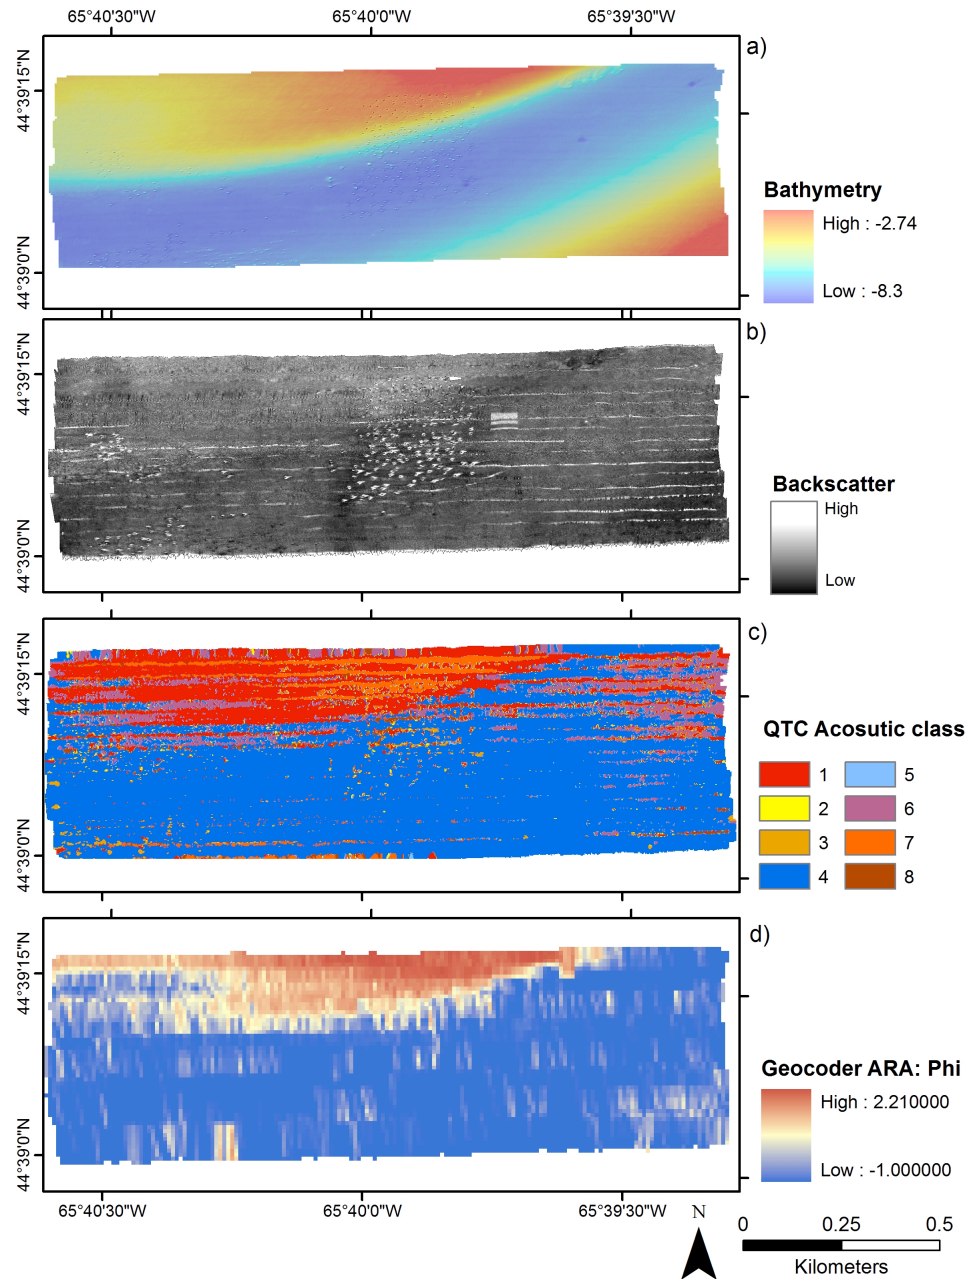 65°40'30"W 65°40'0"W 65°39'30"W
a)
44°39'15"N
44°39'0"N
Bathymetry
High : -2.74
Low : -8.3
b)
44°39'15"N
44°39'0"N
Backscatter
High
Low
c)
44°39'15"N
44°39'0"N
QTC Acosutic class
1 5
2 6
3 7
4 8
d)
44°39'15"N
44°39'0"N
Geocoder ARA: Phi
High : 2.210000
Low : -1.000000
65°40'30"W 65°40'0"W 65°39'30"W
N
0 0.25 0.5
Kilometers